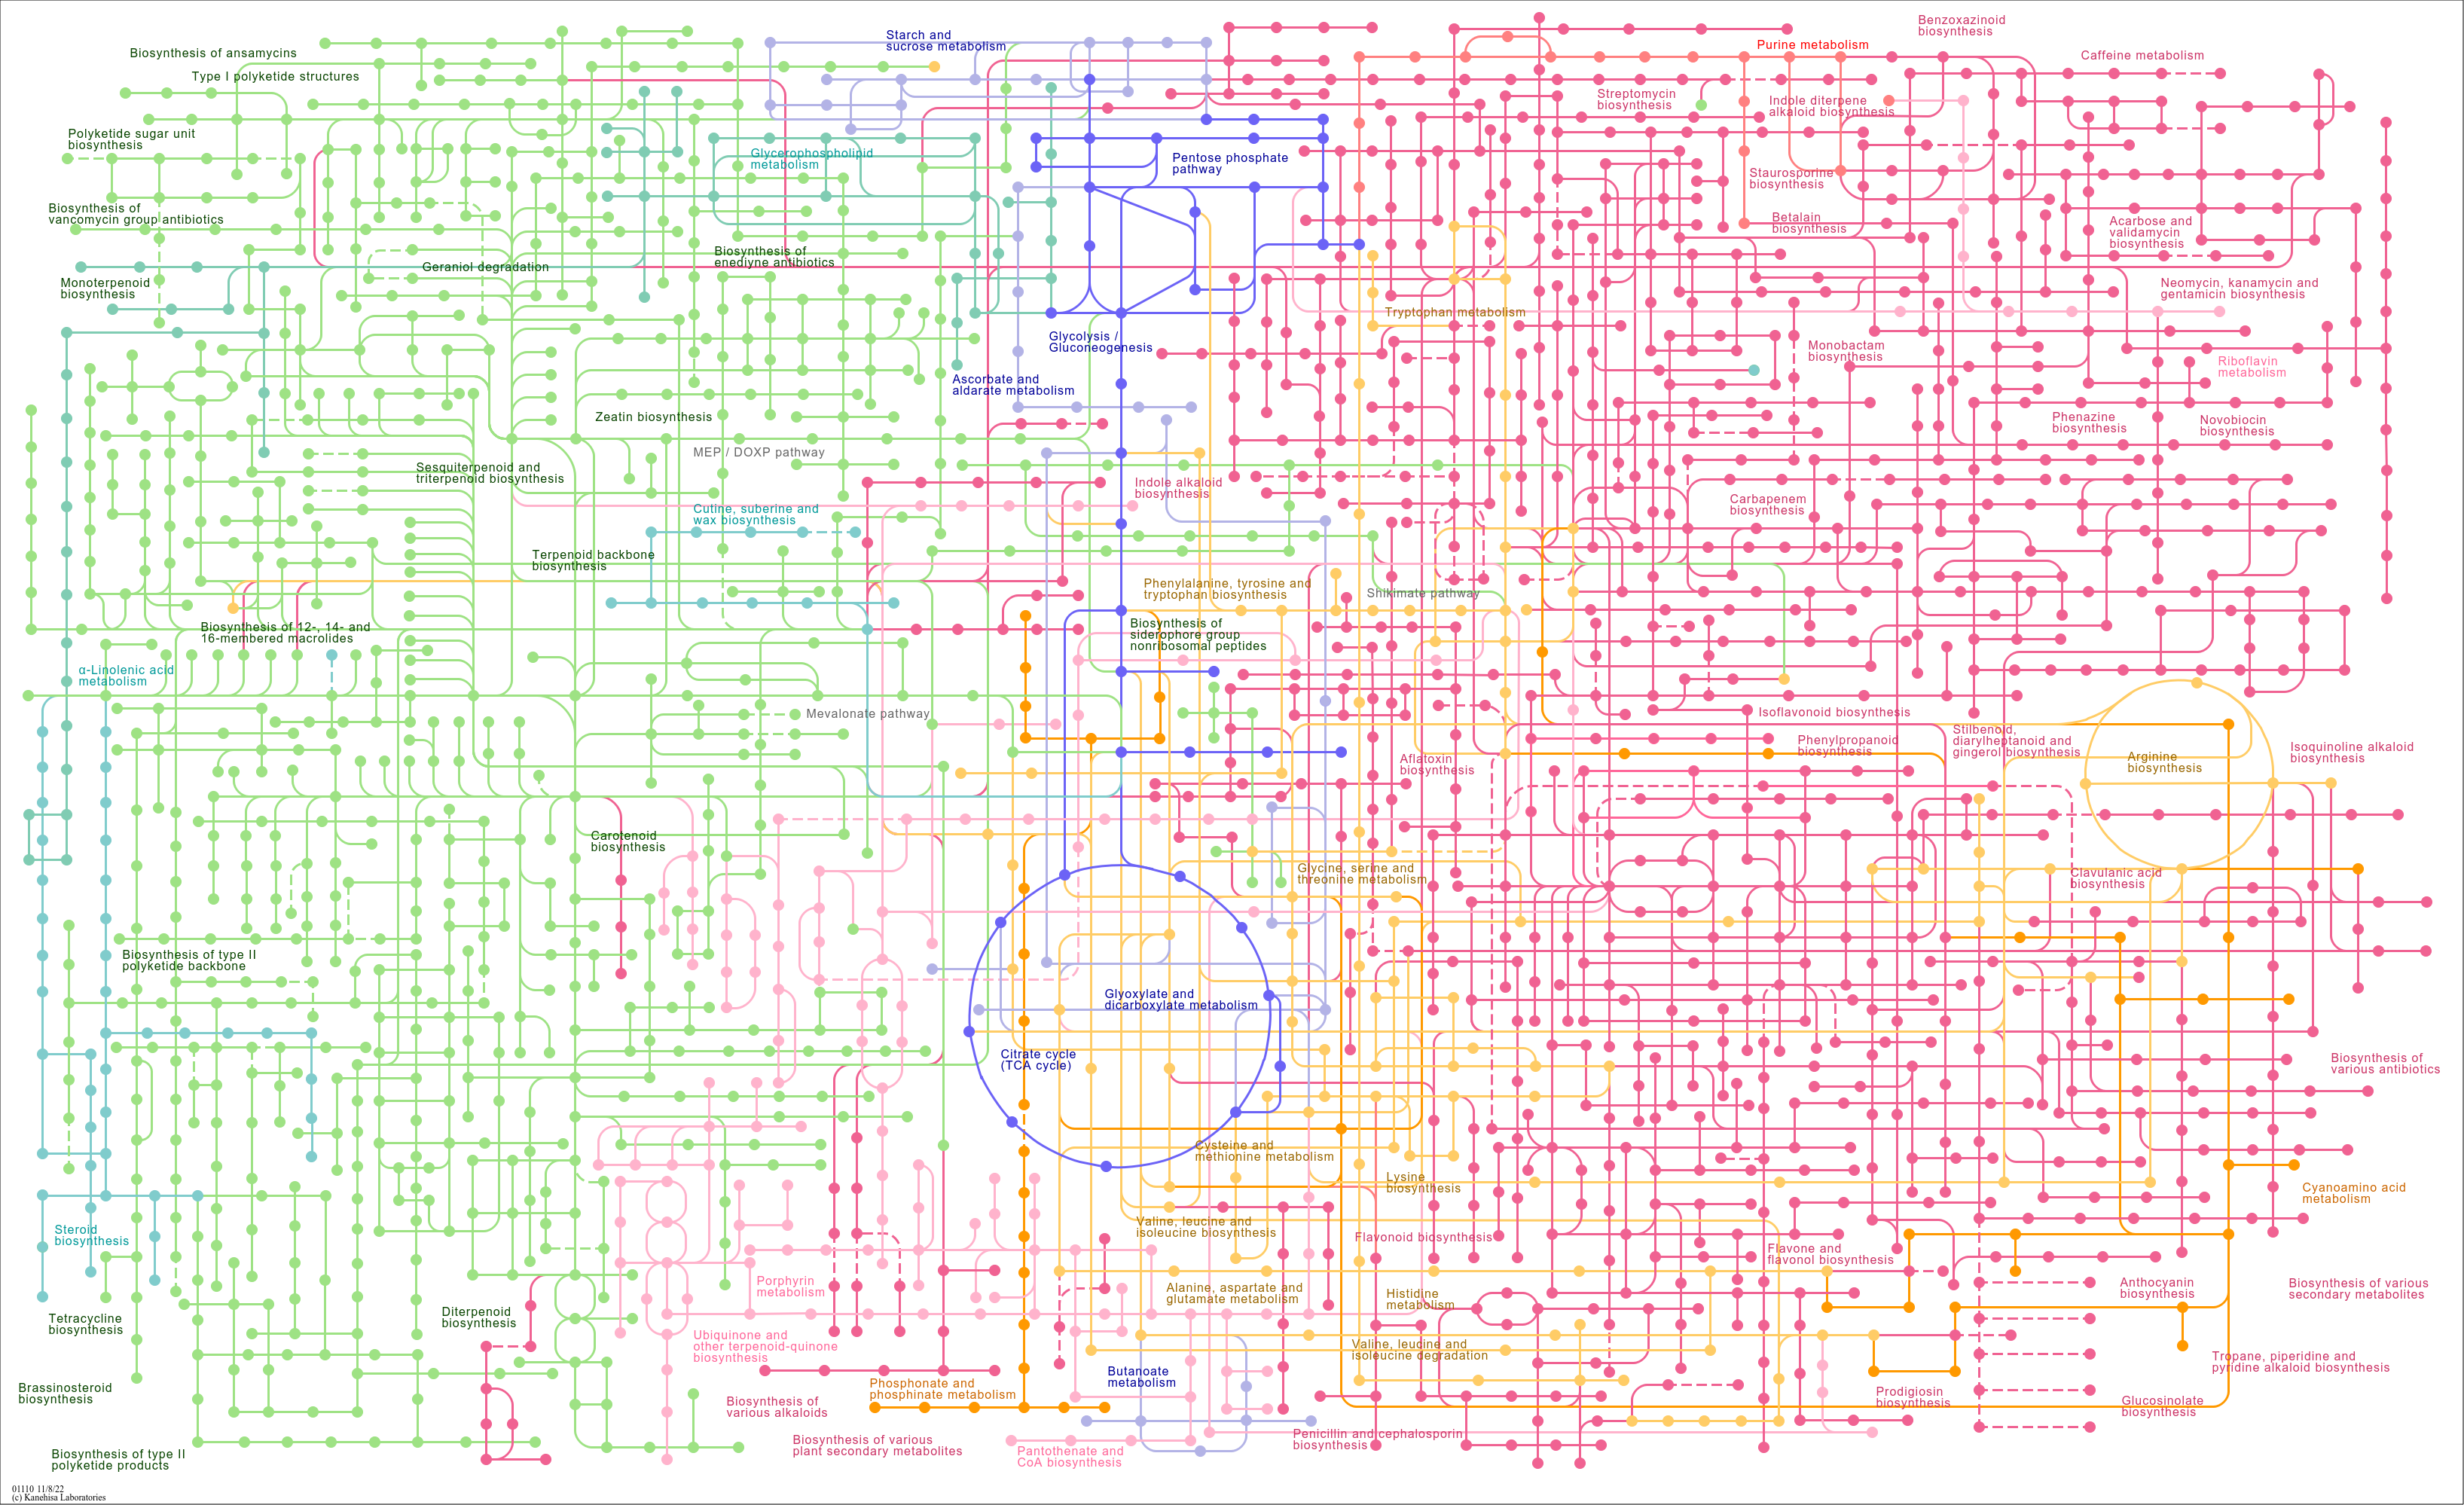 Benzoxazinoid
biosynthesis
Starch and
sucrose metabolism
Purine metabolism
Biosynthesis of ansamycins
Caffeine metabolism
Type I polyketide structures
Streptomycin
biosynthesis
Indole diterpene
alkaloid biosynthesis
Polyketide sugar unit
biosynthesis
Glycerophospholipid
metabolism
Pentose phosphate
pathway
Staurosporine
biosynthesis
Biosynthesis of
vancomycin group antibiotics
Betalain
biosynthesis
Acarbose and
validamycin
biosynthesis
Biosynthesis of
enediyne antibiotics
Geraniol degradation
Monoterpenoid
biosynthesis
Neomycin, kanamycin and
gentamicin biosynthesis
Tryptophan metabolism
Glycolysis /
Gluconeogenesis
Monobactam
biosynthesis
Riboflavin
metabolism
Ascorbate and
aldarate metabolism
Zeatin biosynthesis
Phenazine
biosynthesis
Novobiocin
biosynthesis
MEP / DOXP pathway
Sesquiterpenoid and
triterpenoid biosynthesis
Indole alkaloid
biosynthesis
Carbapenem
biosynthesis
Cutine, suberine and
wax biosynthesis
Terpenoid backbone
biosynthesis
Phenylalanine, tyrosine and
tryptophan biosynthesis
Shikimate pathway
Biosynthesis of
siderophore group
nonribosomal peptides
Biosynthesis of 12-, 14- and
16-membered macrolides
α-Linolenic acid
metabolism
Mevalonate pathway
Isoflavonoid biosynthesis
Stilbenoid,
diarylheptanoid and
gingerol biosynthesis
Phenylpropanoid
biosynthesis
Isoquinoline alkaloid
biosynthesis
Arginine
biosynthesis
Aflatoxin
biosynthesis
Carotenoid
biosynthesis
Glycine, serine and
threonine metabolism
Clavulanic acid
biosynthesis
Biosynthesis of type II
polyketide backbone
Glyoxylate and
dicarboxylate metabolism
Citrate cycle
(TCA cycle)
Biosynthesis of
various antibiotics
Cysteine and
methionine metabolism
Lysine
biosynthesis
Cyanoamino acid
metabolism
Steroid
biosynthesis
Valine, leucine and
isoleucine biosynthesis
Flavonoid biosynthesis
Flavone and
flavonol biosynthesis
Porphyrin
metabolism
Alanine, aspartate and
glutamate metabolism
Histidine
metabolism
Anthocyanin
biosynthesis
Biosynthesis of various
secondary metabolites
Tetracycline
biosynthesis
Diterpenoid
biosynthesis
Ubiquinone and
other terpenoid-quinone
biosynthesis
Valine, leudine and
isoleucine degradation
Tropane, piperidine and
pyridine alkaloid biosynthesis
Butanoate
metabolism
Phosphonate and
phosphinate metabolism
Brassinosteroid
biosynthesis
Prodigiosin
biosynthesis
Glucosinolate
biosynthesis
Biosynthesis of
various alkaloids
Biosynthesis of various
plant secondary metabolites
Penicillin and cephalosporin
biosynthesis
Pantothenate and
CoA biosynthesis
Biosynthesis of type II
polyketide products
01110 11/8/22
(c) Kanehisa Laboratories